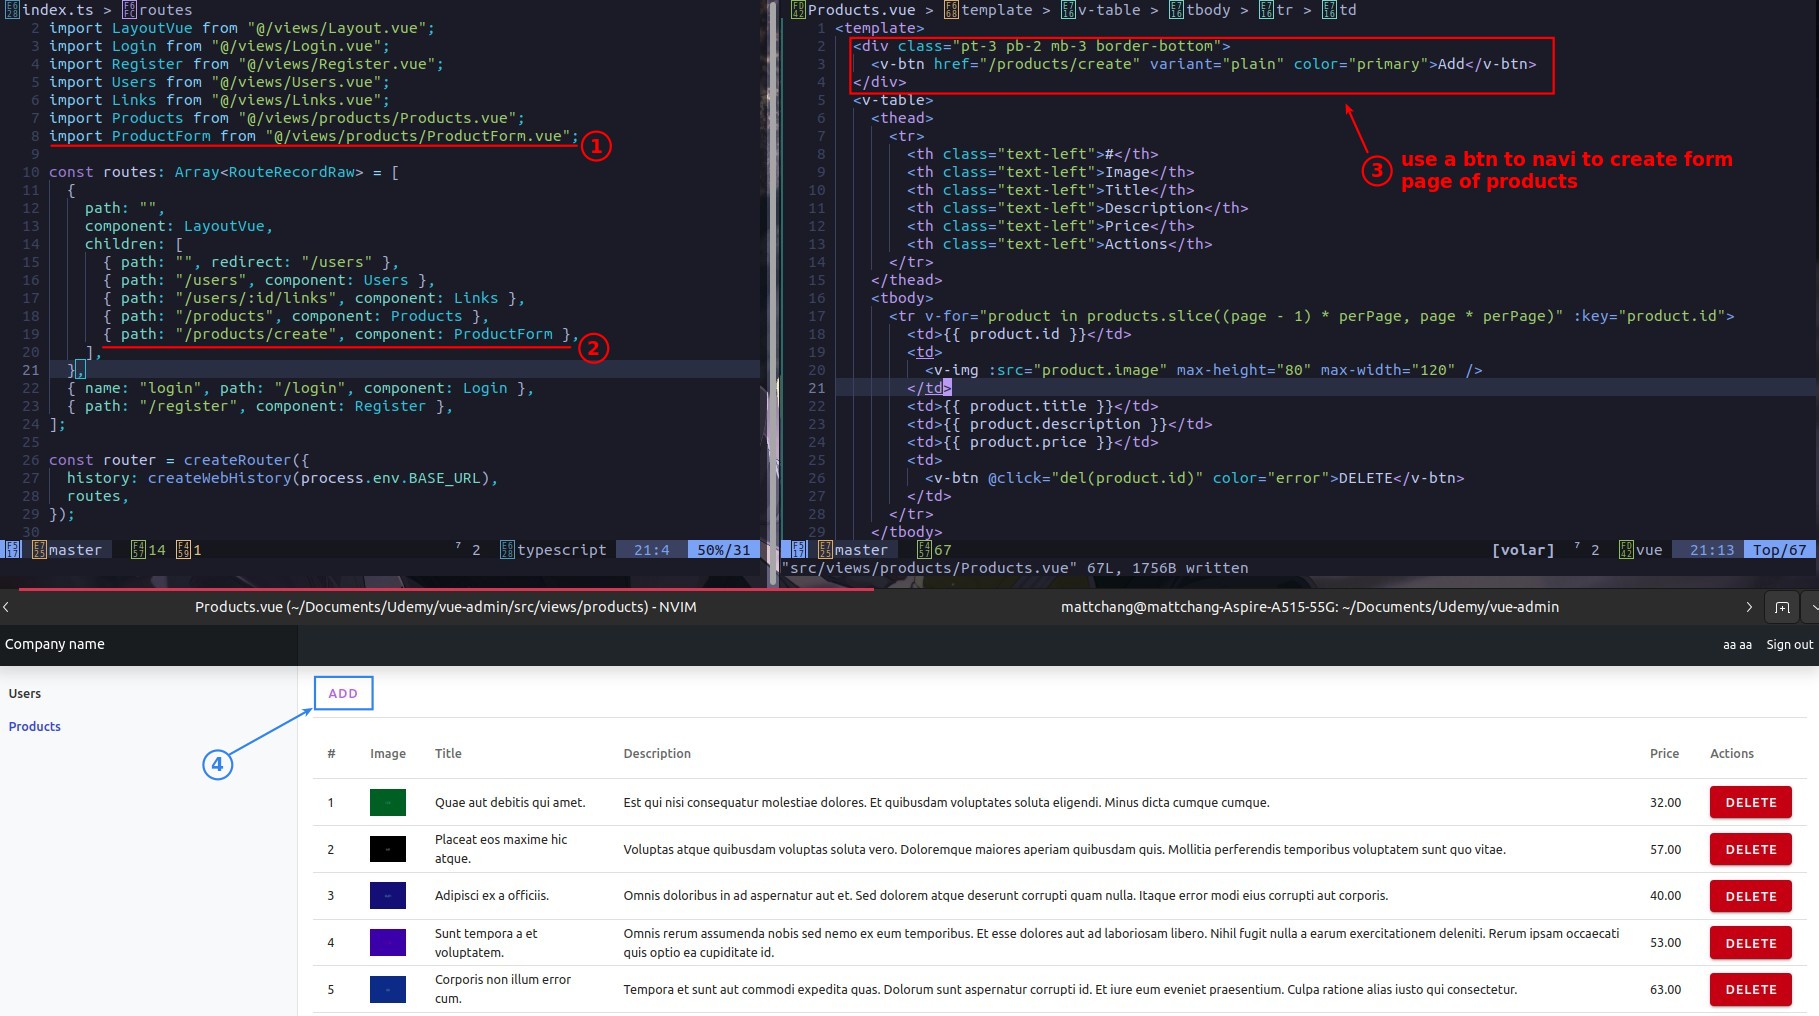 index.ts > routes
2 import LayoutVue from "@/views/Layout.vue";
3 import Login from "@/views/Login.vue";
4 import Register from "@/views/Register.vue";
5 import Users from "@/views/Users.vue";
6 import Links from "@/views/Links.vue";
7 import Products from "@/views/products/Products.vue";
8 import ProductForm from "@/views/products/ProductForm.vue";
1
9
10 const routes: Array<RouteRecordRaw> = [
11 {
12 path: "",
13 component: LayoutVue,
14 children: [
15 { path: "", redirect: "/users" },
16 { path: "/users", component: Users },
17 { path: "/users/:id/links", component: Links },
18 { path: "/products", component: Products },
19 { path: "/products/create", component: ProductForm },
2
20 ],
21 },
22 { name: "login", path: "/login", component: Login },
23 { path: "/register", component: Register },
24 ];
25
26 const router = createRouter({
27 history: createWebHistory(process.env.BASE_URL),
28 routes,
29 });
30
master 14 1 7 2 typescript 21:4 50%/31
Products.vue > template > v-table > tbody > tr > td
1 <template>
2 <div class="pt-3 pb-2 mb-3 border-bottom">
3 <v-btn href="/products/create" variant="plain" color="primary">Add</v-btn>
4 </div>
5 <v-table>
6 <thead>
7 <tr>
8 <th class="text-left">#</th>
9 <th class="text-left">Image</th>
10 <th class="text-left">Title</th>
11 <th class="text-left">Description</th>
12 <th class="text-left">Price</th>
13 <th class="text-left">Actions</th>
14 </tr>
15 </thead>
16 <tbody>
17 <tr v-for="product in products.slice((page - 1) * perPage, page * perPage)" :key="product.id">
18 <td>{{ product.id }}</td>
19 <td>
20 <v-img :src="product.image" max-height="80" max-width="120" />
21 </td>
22 <td>{{ product.title }}</td>
23 <td>{{ product.description }}</td>
24 <td>{{ product.price }}</td>
25 <td>
26 <v-btn @click="del(product.id)" color="error">DELETE</v-btn>
27 </td>
28 </tr>
29 </tbody>
3 use a btn to navi to create form
page of products
master 67 [volar] 7 2 vue 21:13 Top/67
"src/views/products/Products.vue" 67L, 1756B written
Products.vue (~/Documents/Udemy/vue-admin/src/views/products) - NVIM
mattchang@mattchang-Aspire-A515-55G: ~/Documents/Udemy/vue-admin
Company name
aa aa Sign out
Users
Products
4
ADD
# Image Title Description Price Actions
1 Quae aut debitis qui amet. Est qui nisi consequatur molestiae dolores. Et quibusdam voluptates soluta eligendi. Minus dicta cumque cumque. 32.00 DELETE
2 Placeat eos maxime hic
atque. Voluptas atque quibusdam voluptas soluta vero. Doloremque maiores aperiam quibusdam quis. Mollitia perferendis temporibus voluptatem sunt quo vitae. 57.00 DELETE
3 Adipisci ex a officiis. Omnis doloribus in ad aspernatur aut et. Sed dolorem atque deserunt corrupti quam nulla. Itaque error modi eius corrupti aut corporis. 40.00 DELETE
4 Sunt tempora a et
voluptatem. Omnis rerum assumenda nobis sed nemo ex eum temporibus. Et esse dolores aut ad laboriosam libero. Nihil fugit nulla a earum exercitationem deleniti. Rerum ipsam occaecati
quis optio ea cupiditate id. 53.00 DELETE
5 Corporis non illum error
cum. Tempora et sunt aut commodi expedita quas. Dolorum sunt aspernatur corrupti id. Et iure eum eveniet praesentium. Culpa ratione alias iusto qui consectetur. 63.00 DELETE